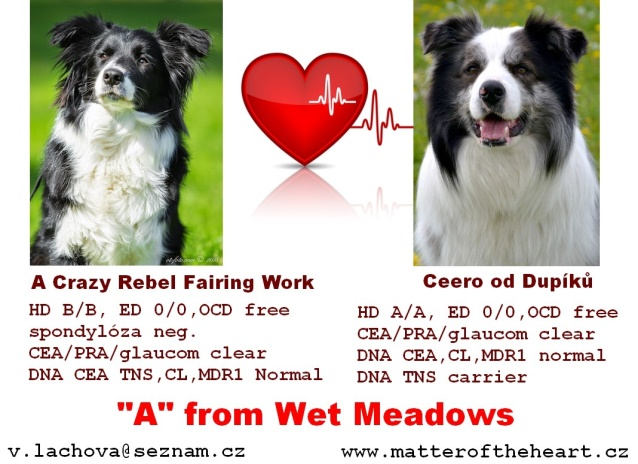 A Crazy Rebel Fairing Work
HD B/B, ED 0/0,OCD free
spondylóza neg.
CEA/PRA/glaucom clear
DNA CEA TNS,CL,MDR1 Normal
Ceero od Dupíků
HD A/A, ED 0/0,OCD free
CEA/PRA/glaucom clear
DNA CEA,CL,MDR1 normal
DNA TNS carrier
"A" from Wet Meadows
v.lachova@seznam.cz
www.matteroftheheart.cz